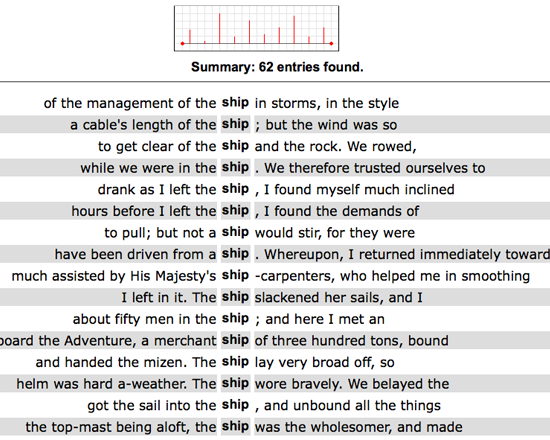 Summary: 62 entries found.
of the management of the ship in storms, in the style
a cable's length of the ship ; but the wind was so
to get clear of the ship and the rock. We rowed,
while we were in the ship . We therefore trusted ourselves to
drank as I left the ship , I found myself much inclined
hours before I left the ship , I found the demands of
to pull; but not a ship would stir, for they were
have been driven from a ship . Whereupon, I returned immediately toward
much assisted by His Majesty's ship -carpenters, who helped me in smoothing
I left in it. The ship slackened her sails, and I
about fifty men in the ship ; and here I met an
board the Adventure, a merchant ship of three hundred tons, bound
and handed the mizen. The ship lay very broad off, so
helm was hard a-weather. The ship wore bravely. We belayed the
got the sail into the ship , and unbound all the things
the top-mast being aloft, the ship was the wholesomer, and made